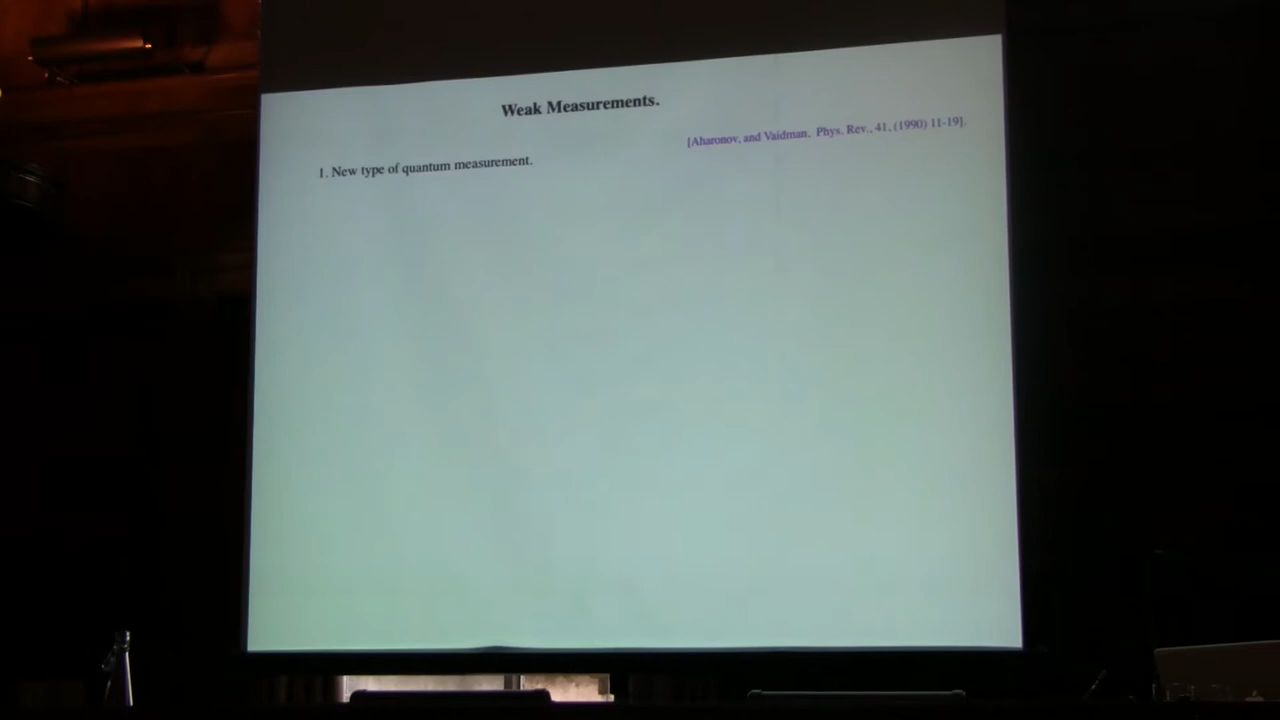 Weak Measurements.
[Aharonov, and Vaidman, Phys. Rev., 41, (1990) 11-19].
1. New type of quantum measurement.